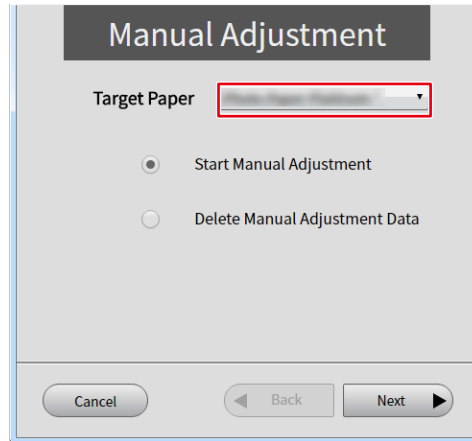 Manual Adjustment
Target Paper
Start Manual Adjustment
Delete Manual Adjustment Data
Cancel
Back
Next